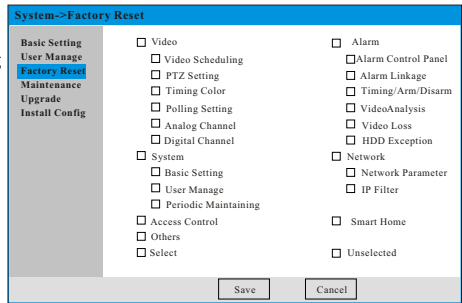 System->Factory Reset
Basic Setting
User Manage
Factory Reset
Maintenance
Upgrade
Install Config
Video
Video Scheduling
PTZ Setting
Timing Color
Polling Setting
Analog Channel
Digital Channel
System
Basic Setting
User Manage
Periodic Maintaining
Access Control
Others
Select
Alarm
Alarm Control Panel
Alarm Linkage
Timing/Arm/Disarm
VideoAnalysis
Video Loss
HDD Exception
Network
Network Parameter
IP Filter
Smart Home
Unselected
Save
Cancel